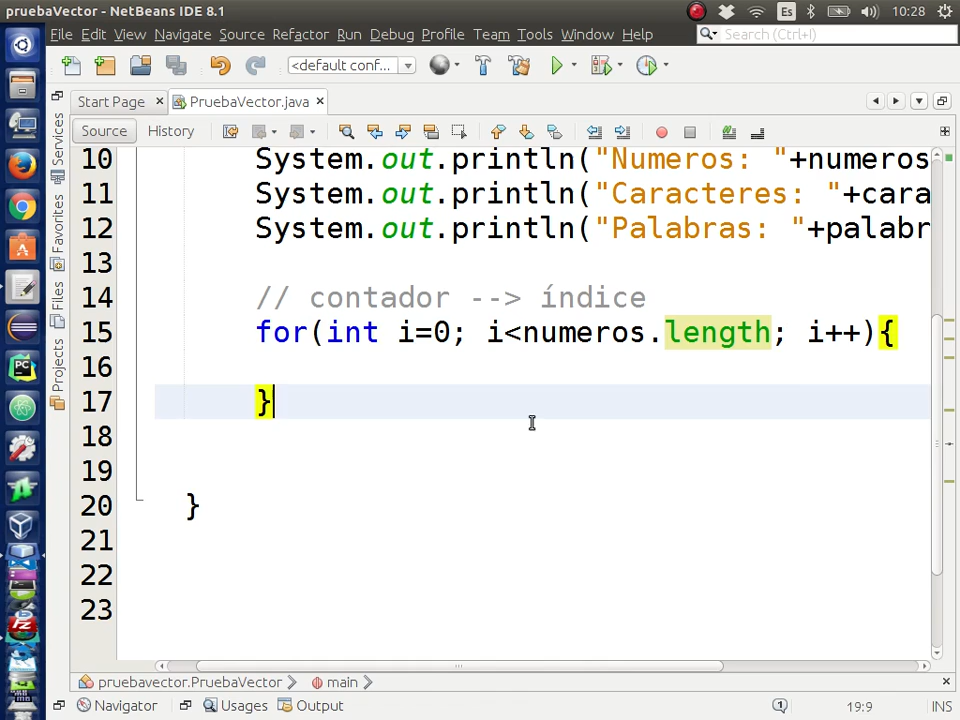 pruebaVector - NetBeans IDE 8.1
Es
10:28
File Edit View Navigate Source Refactor Run Debug Profile Team Tools Window Help
Search (Ctrl+I)
<default conf...
Start Page
PruebaVector.java
Source History
Services
Favorites
Files
Projects
10 System.out.println("Numeros: "+numeros
11 System.out.println("Caracteres: "+cara
12 System.out.println("Palabras: "+palabr
13
14 // contador --> índice
15 for(int i=0; i<numeros.length; i++){
16
17 }
18
19
20 }
21
22
23
pruebavector.PruebaVector main
Navigator Usages Output
1
19:9
INS